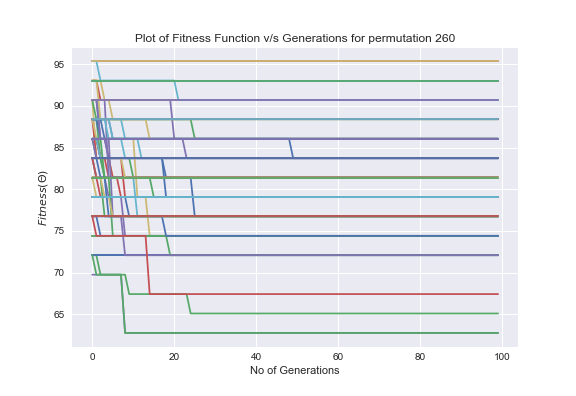 Plot of Fitness Function v/s Generations for permutation 260
95
90
85
80
75
70
65
Fitness(Θ)
0 20 40 60 80 100
No of Generations